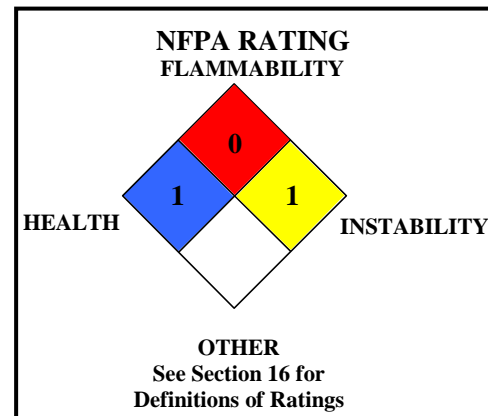 NFPA RATING
FLAMMABILITY
0
1 1
HEALTH INSTABILITY
OTHER
See Section 16 for
Definitions of Ratings